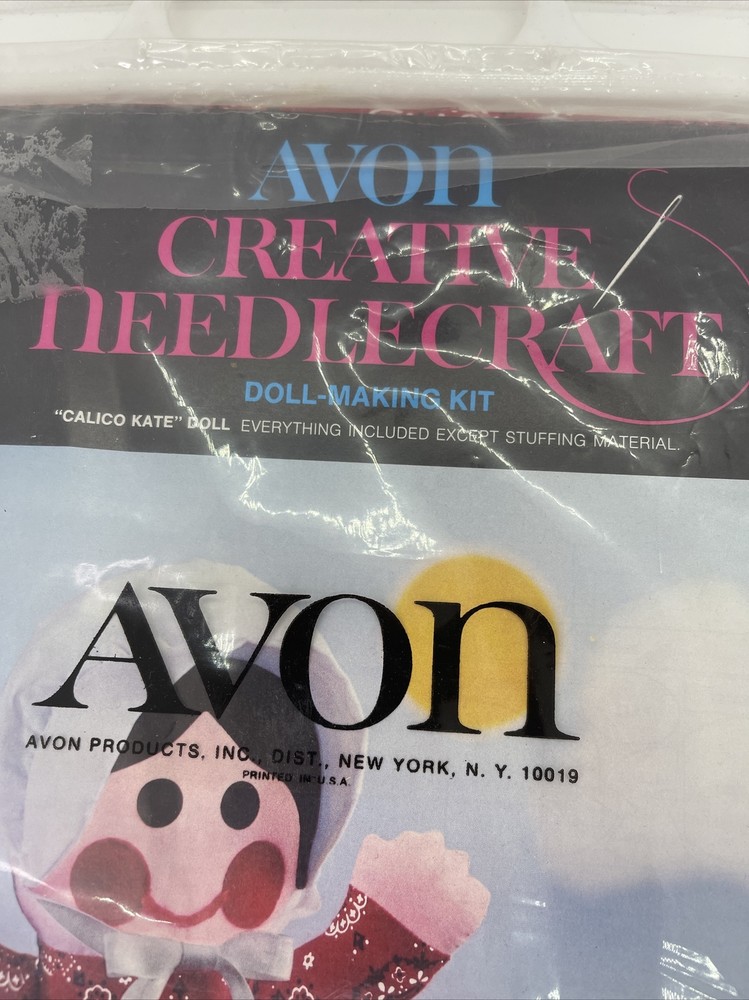 AVON
CREATIVE
NEEDLECRAFT
DOLL-MAKING KIT
"CALICO KATE" DOLL EVERYTHING INCLUDED EXCEPT STUFFING MATERIAL.
AVON
AVON PRODUCTS, INC., DIST., NEW YORK, N. Y. 10019
PRINTED IN U.S.A.